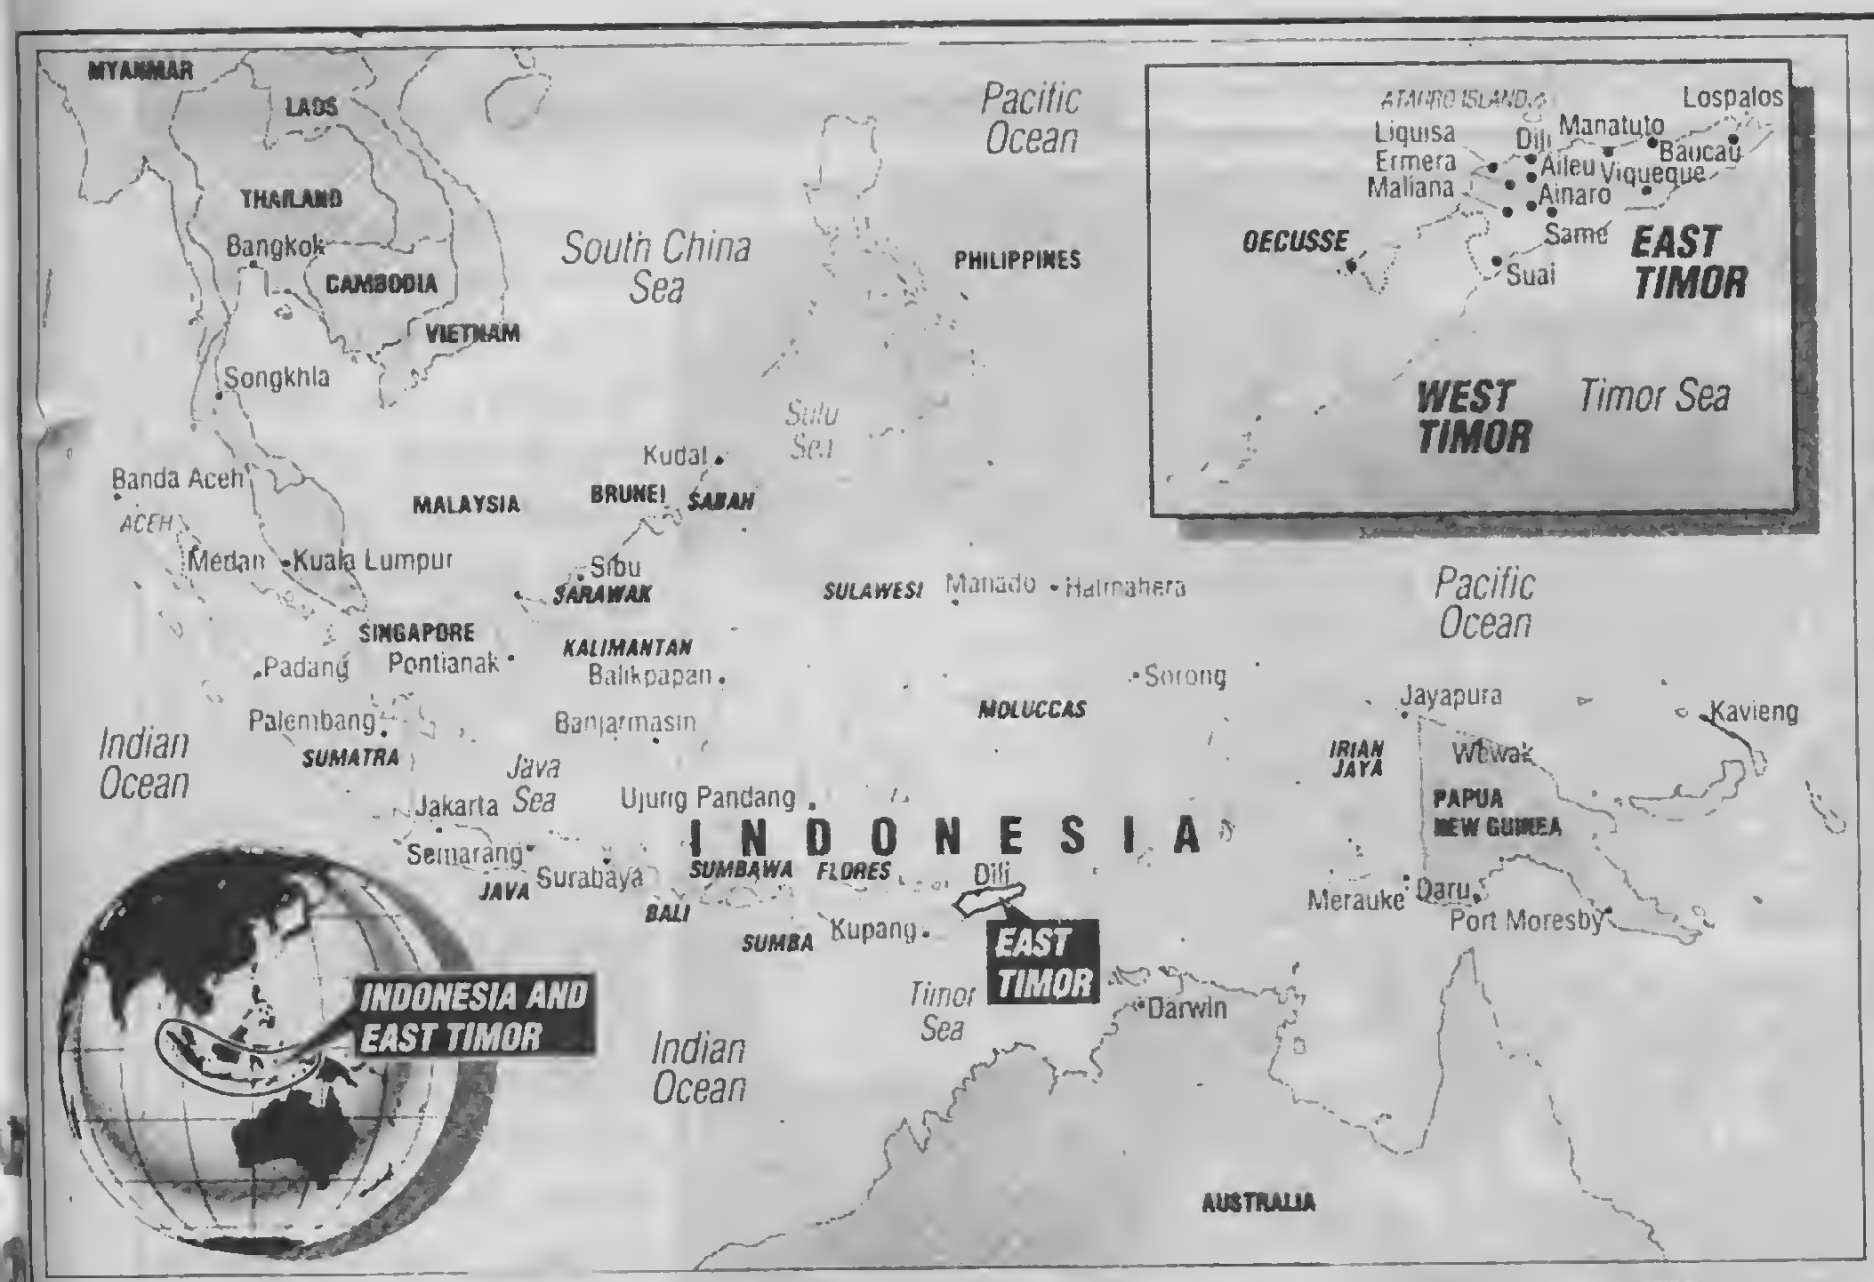 MYANMAR
LAOS
THAILAND
Bangkok
CAMBODIA
VIETNAM
Songkhla
South China
Sea
Pacific
Ocean
PHILIPPINES
Sulu
Sea
Banda Aceh
ACEH
Medan
Kuala Lumpur
MALAYSIA
Kudal
BRUNEI
SABAH
Sibu
SARAWAK
SINGAPORE
Padang
Pontianak
KALIMANTAN
Balikpapan
SULAWESI
Manado
Halmahera
Sorong
Palembang
SUMATRA
Banjarmasin
MOLUCCAS
Indian
Ocean
Java
Sea
Jakarta
Ujung Pandang
INDONESIA
Semarang
JAVA
Surabaya
BALI
SUMBAWA
FLORES
SUMBA
Kupang
Dili
EAST
TIMOR
Timor
Sea
Darwin
Indian
Ocean
AUSTRALIA
Pacific
Ocean
Jayapura
IRIAN
JAYA
Wewak
Kavieng
PAPUA
NEW GUINEA
Merauke
Daru
Port Moresby
INDONESIA AND
EAST TIMOR
ATAURO ISLAND
Lospalos
Liquisa
Dili
Manatuto
Ermera
Baucau
Maliana
Aileu
Viqueque
Ainaro
OECUSSE
Same
Suai
EAST
TIMOR
WEST
TIMOR
Timor Sea